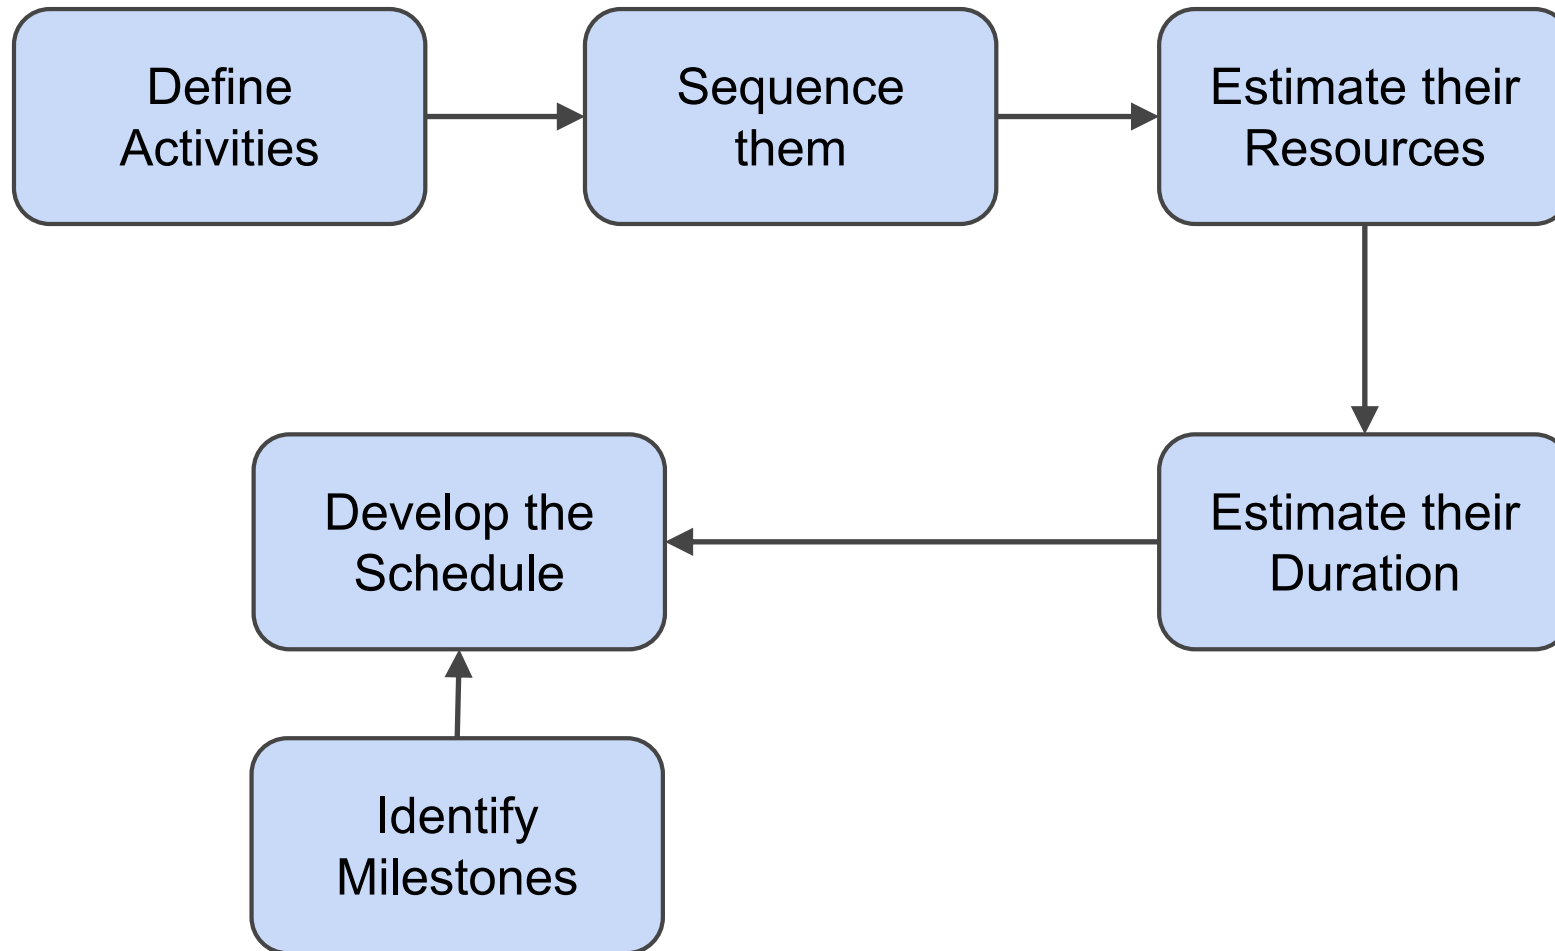 Define
Activities
Sequence
them
Estimate their
Resources
Develop the
Schedule
Estimate their
Duration
Identify
Milestones